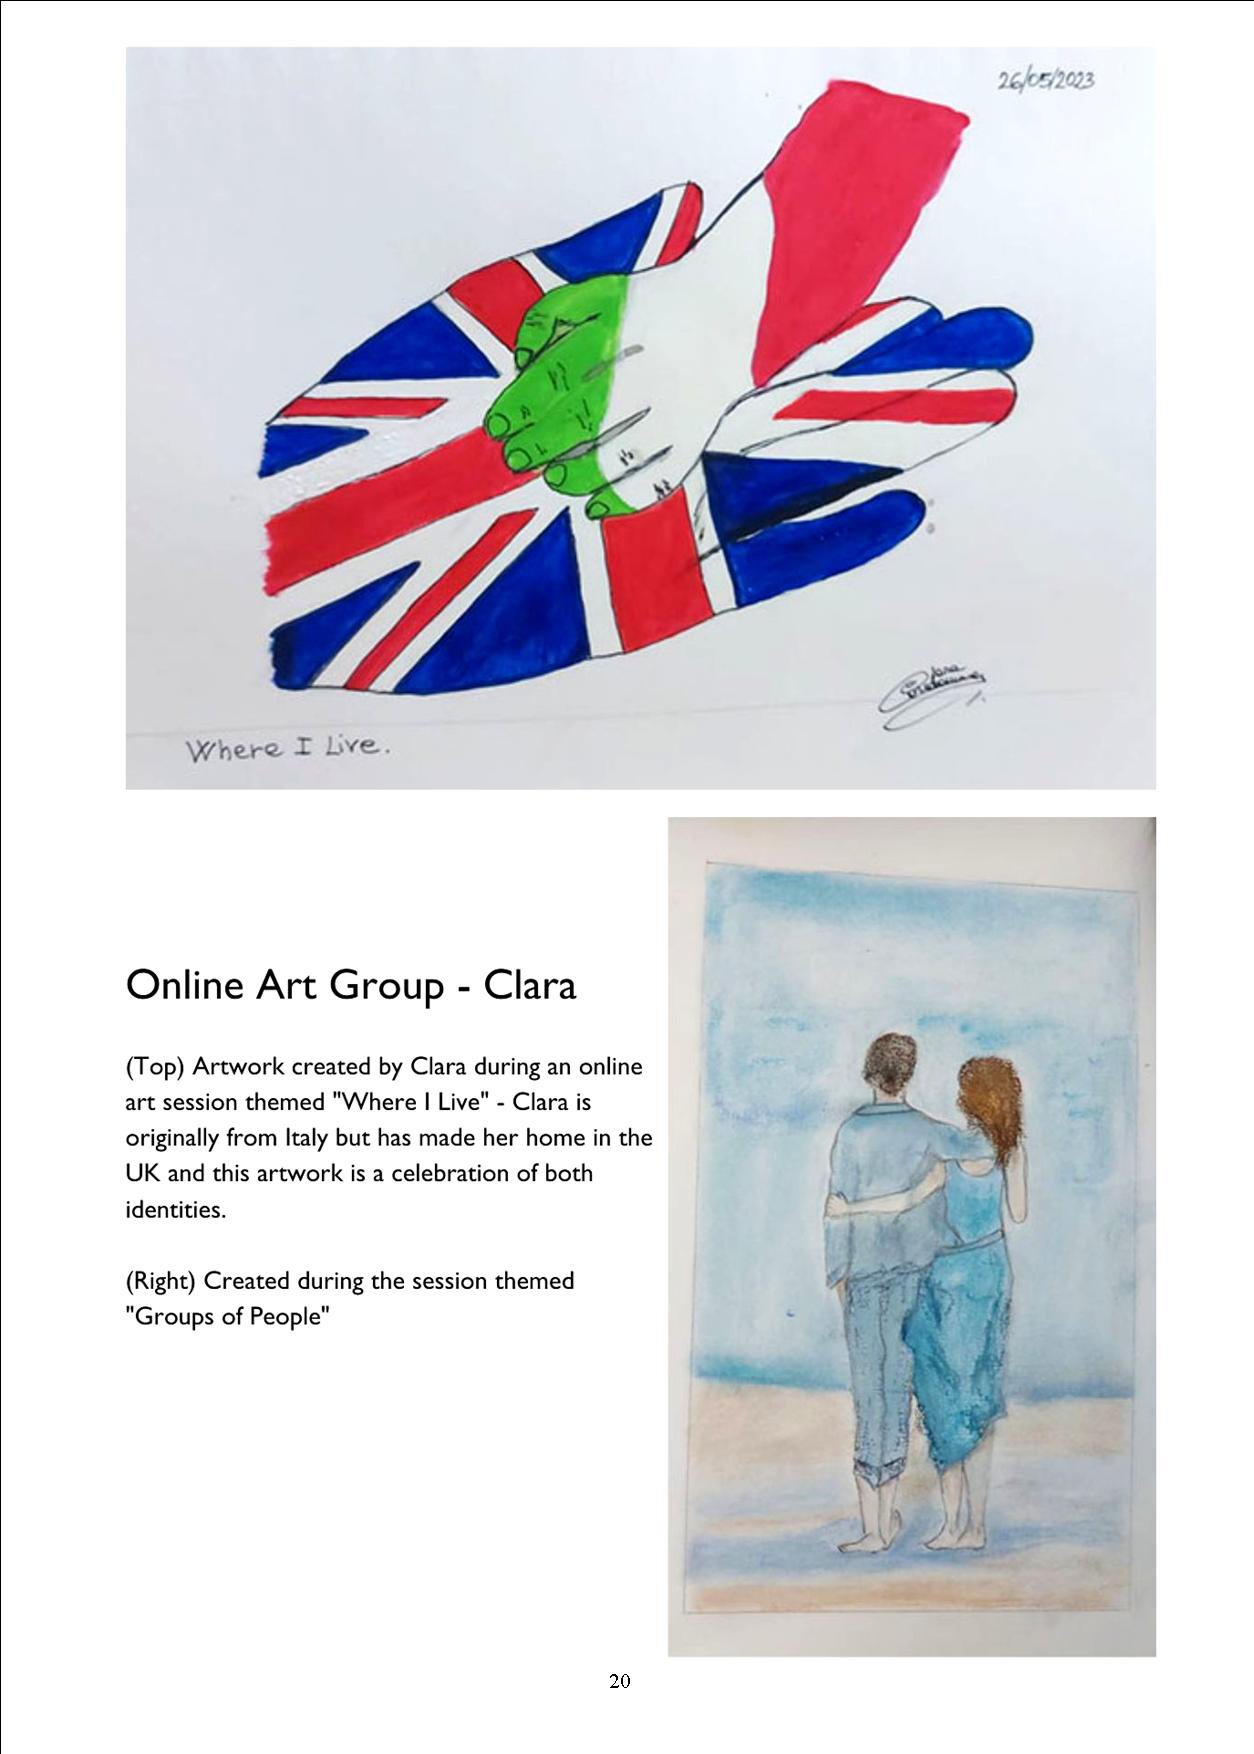 26/05/2023
Clara
Where I Live.
Online Art Group - Clara
(Top) Artwork created by Clara during an online
art session themed "Where I Live" - Clara is
originally from Italy but has made her home in the
UK and this artwork is a celebration of both
identities.
(Right) Created during the session themed
"Groups of People"
20